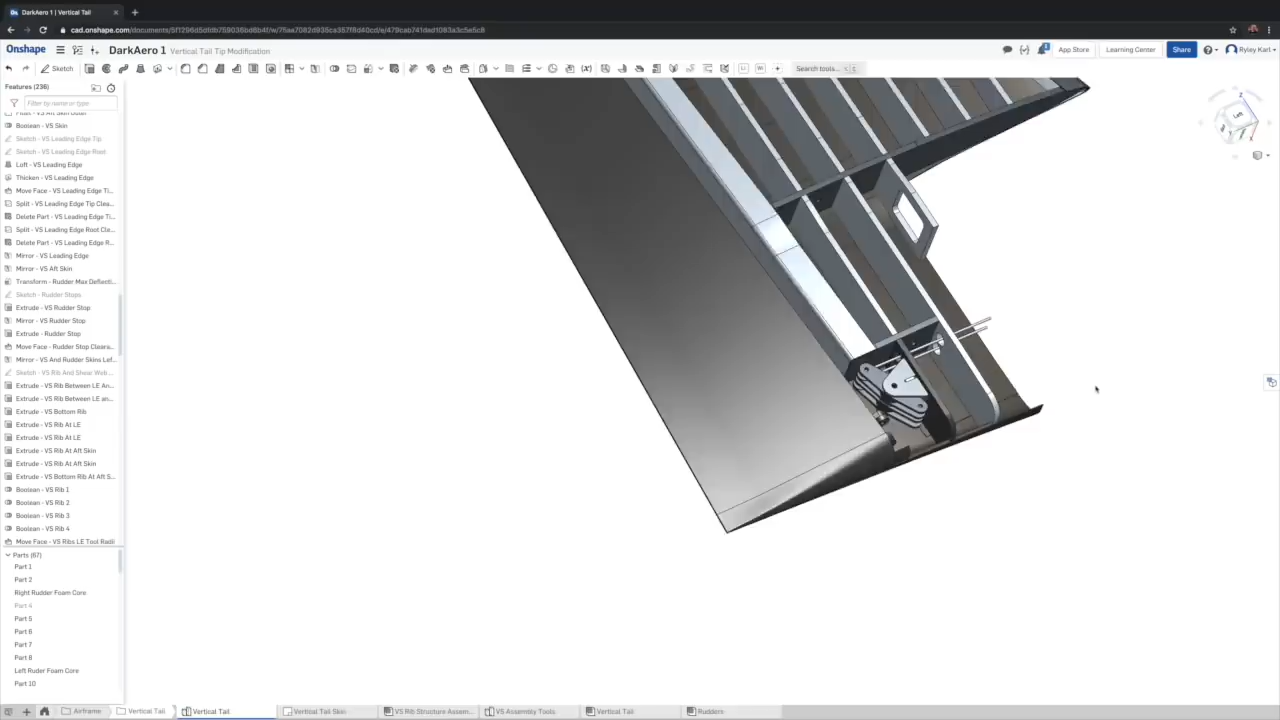 DarkAero 1 | Vertical Tail
cad.onshape.com/documents/
Onshape
DarkAero 1 Vertical Tail Tip Modification
App Store
Learning Center
Share
Ryley Karl
Sketch
Search tools...
Features (236)
Filter by name or type
Boolean - VS Skin
Sketch - VS Leading Edge Tip
Sketch - VS Leading Edge Root
Loft - VS Leading Edge
Thicken - VS Leading Edge
Move Face - VS Leading Edge Ti...
Split - VS Leading Edge Tip Clea...
Delete Part - VS Leading Edge Ti...
Split - VS Leading Edge Root Cle...
Delete Part - VS Leading Edge R...
Mirror - VS Leading Edge
Mirror - VS Aft Skin
Transform - Rudder Max Deflecti...
Sketch - Rudder Stops
Extrude - VS Rudder Stop
Mirror - VS Rudder Stop
Extrude - Rudder Stop
Move Face - Rudder Stop Cleara...
Mirror - VS And Rudder Skins Lef...
Sketch - VS Rib And Shear Web...
Extrude - VS Rib Between LE An...
Extrude - VS Rib Between LE an...
Extrude - VS Bottom Rib
Extrude - VS Rib At LE
Extrude - VS Rib At LE
Extrude - VS Rib At Aft Skin
Extrude - VS Rib At Aft Skin
Extrude - VS Bottom Rib At Aft S...
Boolean - VS Rib 1
Boolean - VS Rib 2
Boolean - VS Rib 3
Boolean - VS Rib 4
Move Face - VS Ribs LE Tool Radii
Parts (67)
Part 1
Part 2
Right Rudder Foam Core
Part 4
Part 5
Part 6
Part 7
Part 8
Left Ruder Foam Core
Part 10
Z
Left
X
Airframe
Vertical Tail
Vertical Tail
Vertical Tail Skin
VS Rib Structure Assem...
VS Assembly Tools
Vertical Tail
Rudders